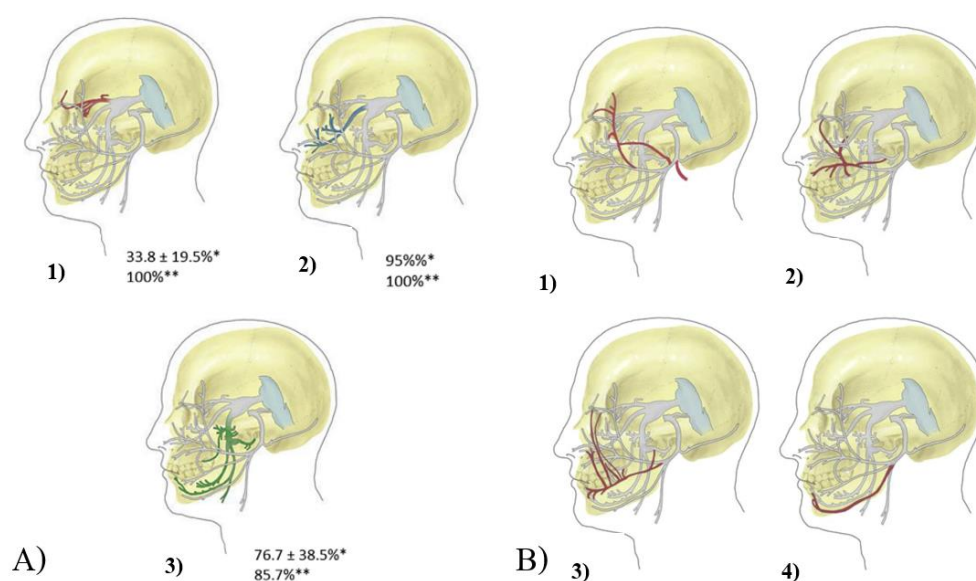 1)
33.8 ± 19.5%*
100%**
2)
95%%*
100%**
1)
2)
A)
3)
76.7 ± 38.5%*
85.7%**
B)
3)
4)